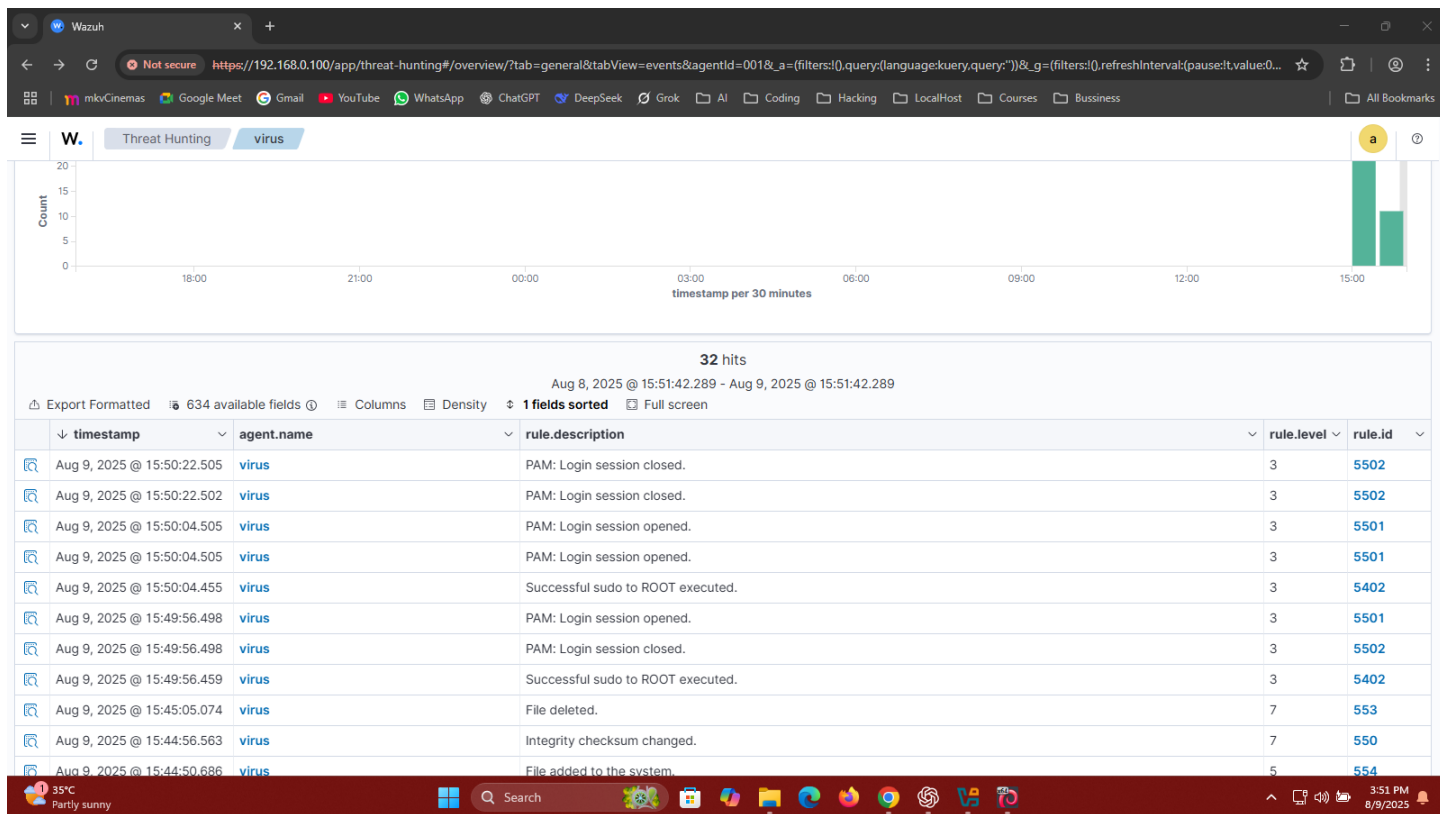 Wazuh
Not secure https://192.168.0.100/app/threat-hunting#/overview/?tab=general&tabView=events&agentId=001&_a=(filters:!(),query:(language:kuery,query:''))&_g=(filters:!(),refreshInterval:(pause:!t,value:0...
mkvCinemas Google Meet Gmail YouTube WhatsApp ChatGPT DeepSeek Grok AI Coding Hacking LocalHost Courses Bussiness All Bookmarks
W. Threat Hunting virus a
20
15
10
5
0
Count
18:00 21:00 00:00 03:00 06:00 09:00 12:00 15:00
timestamp per 30 minutes
32 hits
Aug 8, 2025 @ 15:51:42.289 - Aug 9, 2025 @ 15:51:42.289
Export Formatted 634 available fields Columns Density 1 fields sorted Full screen
timestamp agent.name rule.description rule.level rule.id
Aug 9, 2025 @ 15:50:22.505 virus PAM: Login session closed. 3 5502
Aug 9, 2025 @ 15:50:22.502 virus PAM: Login session closed. 3 5502
Aug 9, 2025 @ 15:50:04.505 virus PAM: Login session opened. 3 5501
Aug 9, 2025 @ 15:50:04.505 virus PAM: Login session opened. 3 5501
Aug 9, 2025 @ 15:50:04.455 virus Successful sudo to ROOT executed. 3 5402
Aug 9, 2025 @ 15:49:56.498 virus PAM: Login session opened. 3 5501
Aug 9, 2025 @ 15:49:56.498 virus PAM: Login session closed. 3 5502
Aug 9, 2025 @ 15:49:56.459 virus Successful sudo to ROOT executed. 3 5402
Aug 9, 2025 @ 15:45:05.074 virus File deleted. 7 553
Aug 9, 2025 @ 15:44:56.563 virus Integrity checksum changed. 7 550
Aug 9, 2025 @ 15:44:50.686 virus File added to the system. 5 554
1 35°C
Partly sunny
Search
3:51 PM
8/9/2025